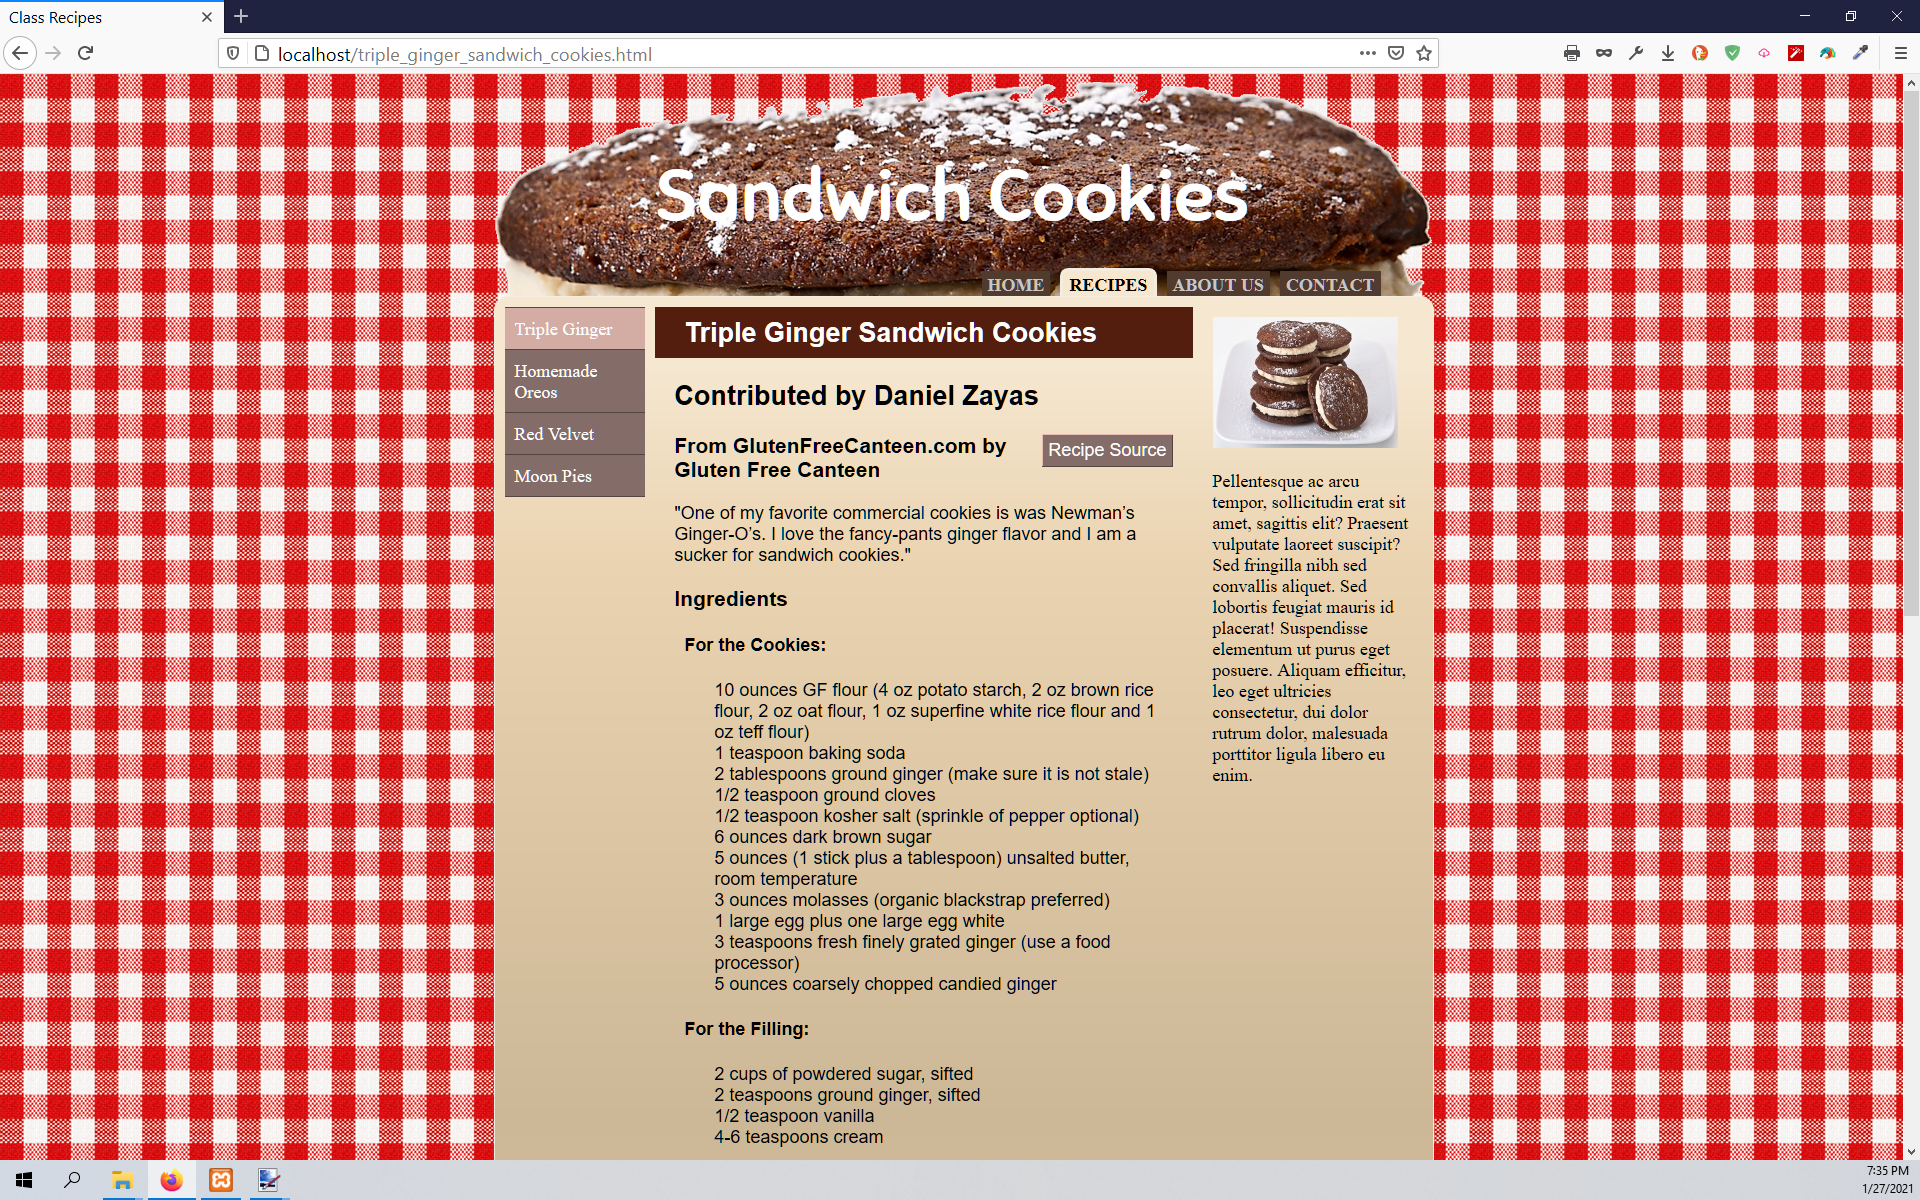 Class Recipes
localhost/triple_ginger_sandwich_cookies.html
Sandwich Cookies
HOME RECIPES ABOUT US CONTACT
Triple Ginger
Homemade
Oreos
Red Velvet
Moon Pies
Triple Ginger Sandwich Cookies
Contributed by Daniel Zayas
From GlutenFreeCanteen.com by
Gluten Free Canteen
Recipe Source
"One of my favorite commercial cookies is was Newman’s
Ginger-O’s. I love the fancy-pants ginger flavor and I am a
sucker for sandwich cookies."
Ingredients
For the Cookies:
10 ounces GF flour (4 oz potato starch, 2 oz brown rice
flour, 2 oz oat flour, 1 oz superfine white rice flour and 1
oz teff flour)
1 teaspoon baking soda
2 tablespoons ground ginger (make sure it is not stale)
1/2 teaspoon ground cloves
1/2 teaspoon kosher salt (sprinkle of pepper optional)
6 ounces dark brown sugar
5 ounces (1 stick plus a tablespoon) unsalted butter,
room temperature
3 ounces molasses (organic blackstrap preferred)
1 large egg plus one large egg white
3 teaspoons fresh finely grated ginger (use a food
processor)
5 ounces coarsely chopped candied ginger
For the Filling:
2 cups of powdered sugar, sifted
2 teaspoons ground ginger, sifted
1/2 teaspoon vanilla
4-6 teaspoons cream
Pellentesque ac arcu
tempor, sollicitudin erat sit
amet, sagittis elit? Praesent
vulputate laoreet suscipit?
Sed fringilla nibh sed
convallis aliquet. Sed
lobortis feugiat mauris id
placerat! Suspendisse
elementum ut purus eget
posuere. Aliquam efficitur,
leo eget ultricies
consectetur, dui dolor
rutrum dolor, malesuada
porttitor ligula libero eu
enim.
7:35 PM
1/27/2021